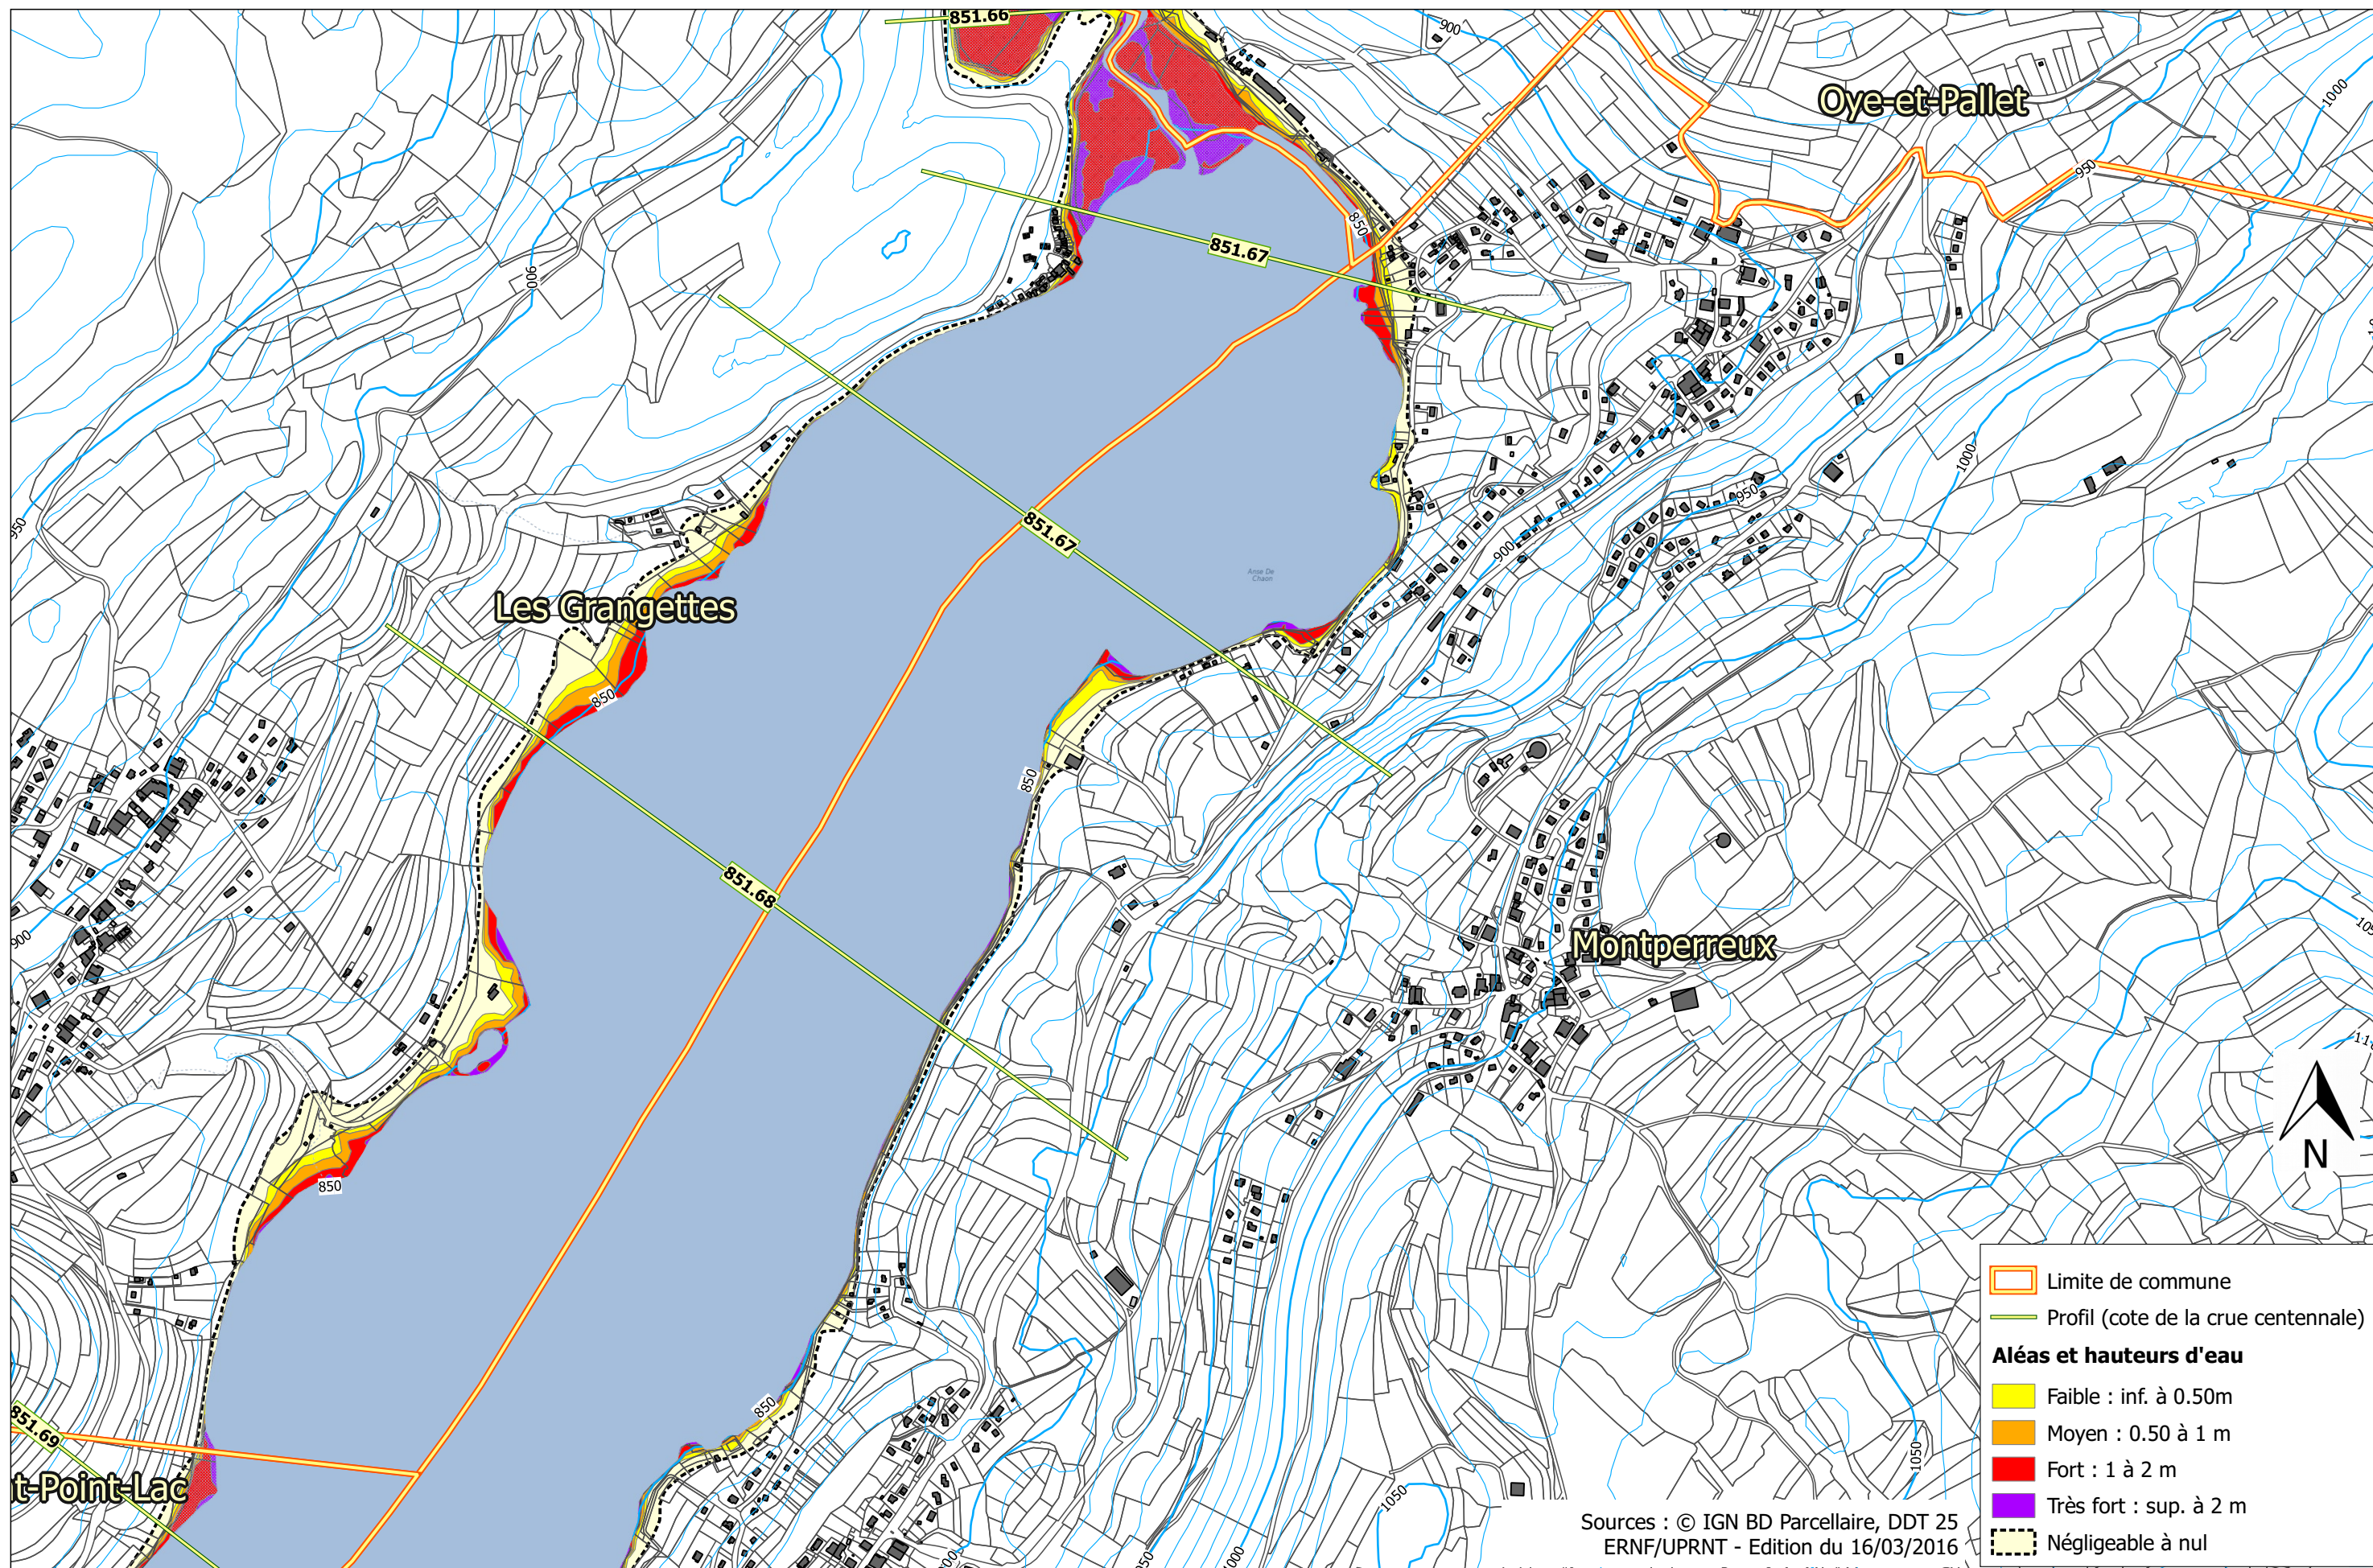 851.66
900
Oye-et-Pallet
1000
950
850
851.67
900
950
Les Grangettes
851.67
Anse De
Chaon
1000
950
900
850
850
851.68
900
Montperreux
850
N
850
851.69
t-Point-Lac
1050
1050
Limite de commune
Profil (cote de la crue centennale)
Aléas et hauteurs d'eau
Faible : inf. à 0.50m
Moyen : 0.50 à 1 m
Fort : 1 à 2 m
Très fort : sup. à 2 m
Négligeable à nul
Sources : © IGN BD Parcellaire, DDT 25
ERNF/UPRNT - Edition du 16/03/2016